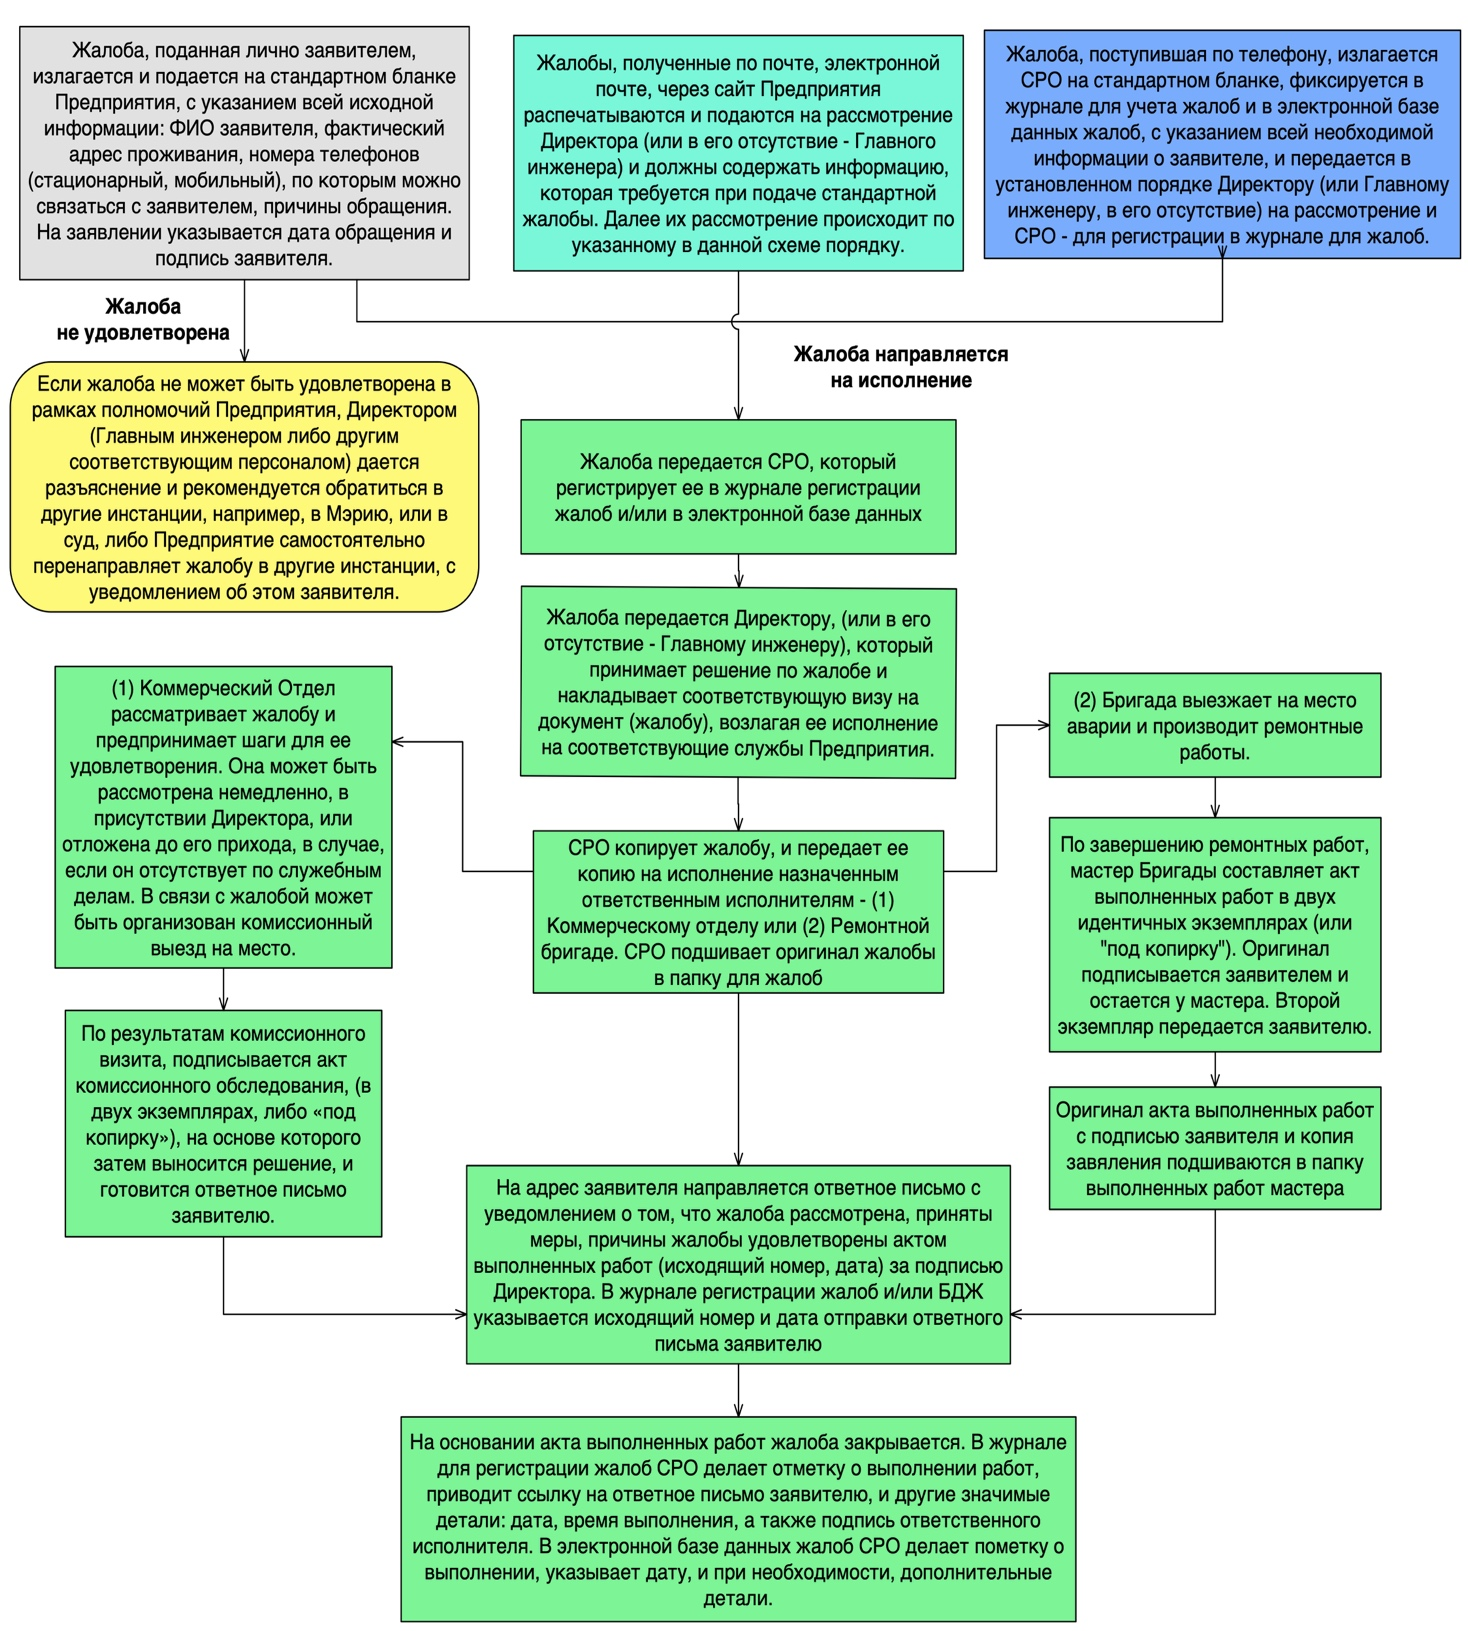 Жалоба, поданная лично заявителем,
излагается и подается на стандартном бланке
Предприятия, с указанием всей исходной
информации: ФИО заявителя, фактический
адрес проживания, номера телефонов
(стационарный, мобильный), по которым можно
связаться с заявителем, причины обращения.
На заявлении указывается дата обращения и
подпись заявителя.
Жалобы, полученные по почте, электронной
почте, через сайт Предприятия
распечатываются и подаются на рассмотрение
Директора (или в его отсутствие - Главного
инженера) и должны содержать информацию,
которая требуется при подаче стандартной
жалобы. Далее их рассмотрение происходит по
указанному в данной схеме порядку.
Жалоба, поступившая по телефону, излагается
СРО на стандартном бланке, фиксируется в
журнале для учета жалоб и в электронной базе
данных жалоб, с указанием всей необходимой
информации о заявителе, и передается в
установленном порядке Директору (или Главному
инженеру, в его отсутствие) на рассмотрение и
СРО - для регистрации в журнале для жалоб.
Жалоба
не удовлетворена
Жалоба направляется
на исполнение
Если жалоба не может быть удовлетворена в
рамках полномочий Предприятия, Директором
(Главным инженером либо другим
соответствующим персоналом) дается
разъяснение и рекомендуется обратиться в
другие инстанции, например, в Мэрию, или в
суд, либо Предприятие самостоятельно
перенаправляет жалобу в другие инстанции, с
уведомлением об этом заявителя.
Жалоба передается СРО, который
регистрирует ее в журнале регистрации
жалоб и/или в электронной базе данных
Жалоба передается Директору, (или в его
отсутствие - Главному инженеру), который
принимает решение по жалобе и
накладывает соответствующую визу на
документ (жалобу), возлагая ее исполнение
на соответствующие службы Предприятия.
(1) Коммерческий Отдел
рассматривает жалобу и
предпринимает шаги для ее
удовлетворения. Она может быть
рассмотрена немедленно, в
присутствии Директора, или
отложена до его прихода, в случае,
если он отсутствует по служебным
делам. В связи с жалобой может
быть организован комиссионный
выезд на место.
(2) Бригада выезжает на место
аварии и производит ремонтные
работы.
СРО копирует жалобу, и передает ее
копию на исполнение назначенным
ответственным исполнителям - (1)
Коммерческому отделу или (2) Ремонтной
бригаде. СРО подшивает оригинал жалобы
в папку для жалоб
По завершению ремонтных работ,
мастер Бригады составляет акт
выполненных работ в двух
идентичных экземплярах (или
"под копирку"). Оригинал
подписывается заявителем и
остается у мастера. Второй
экземпляр передается заявителю.
По результатам комиссионного
визита, подписывается акт
комиссионного обследования, (в
двух экземплярах, либо «под
копирку»), на основе которого
затем выносится решение, и
готовится ответное письмо
заявителю.
Оригинал акта выполненных работ
с подписью заявителя и копия
завяления подшиваются в папку
выполненных работ мастера
На адрес заявителя направляется ответное письмо с
уведомлением о том, что жалоба рассмотрена, приняты
меры, причины жалобы удовлетворены актом
выполненных работ (исходящий номер, дата) за подписью
Директора. В журнале регистрации жалоб и/или БДЖ
указывается исходящий номер и дата отправки ответного
письма заявителю
На основании акта выполненных работ жалоба закрывается. В журнале
для регистрации жалоб СРО делает отметку о выполнении работ,
приводит ссылку на ответное письмо заявителю, и другие значимые
детали: дата, время выполнения, а также подпись ответственного
исполнителя. В электронной базе данных жалоб СРО делает пометку о
выполнении, указывает дату, и при необходимости, дополнительные
детали.